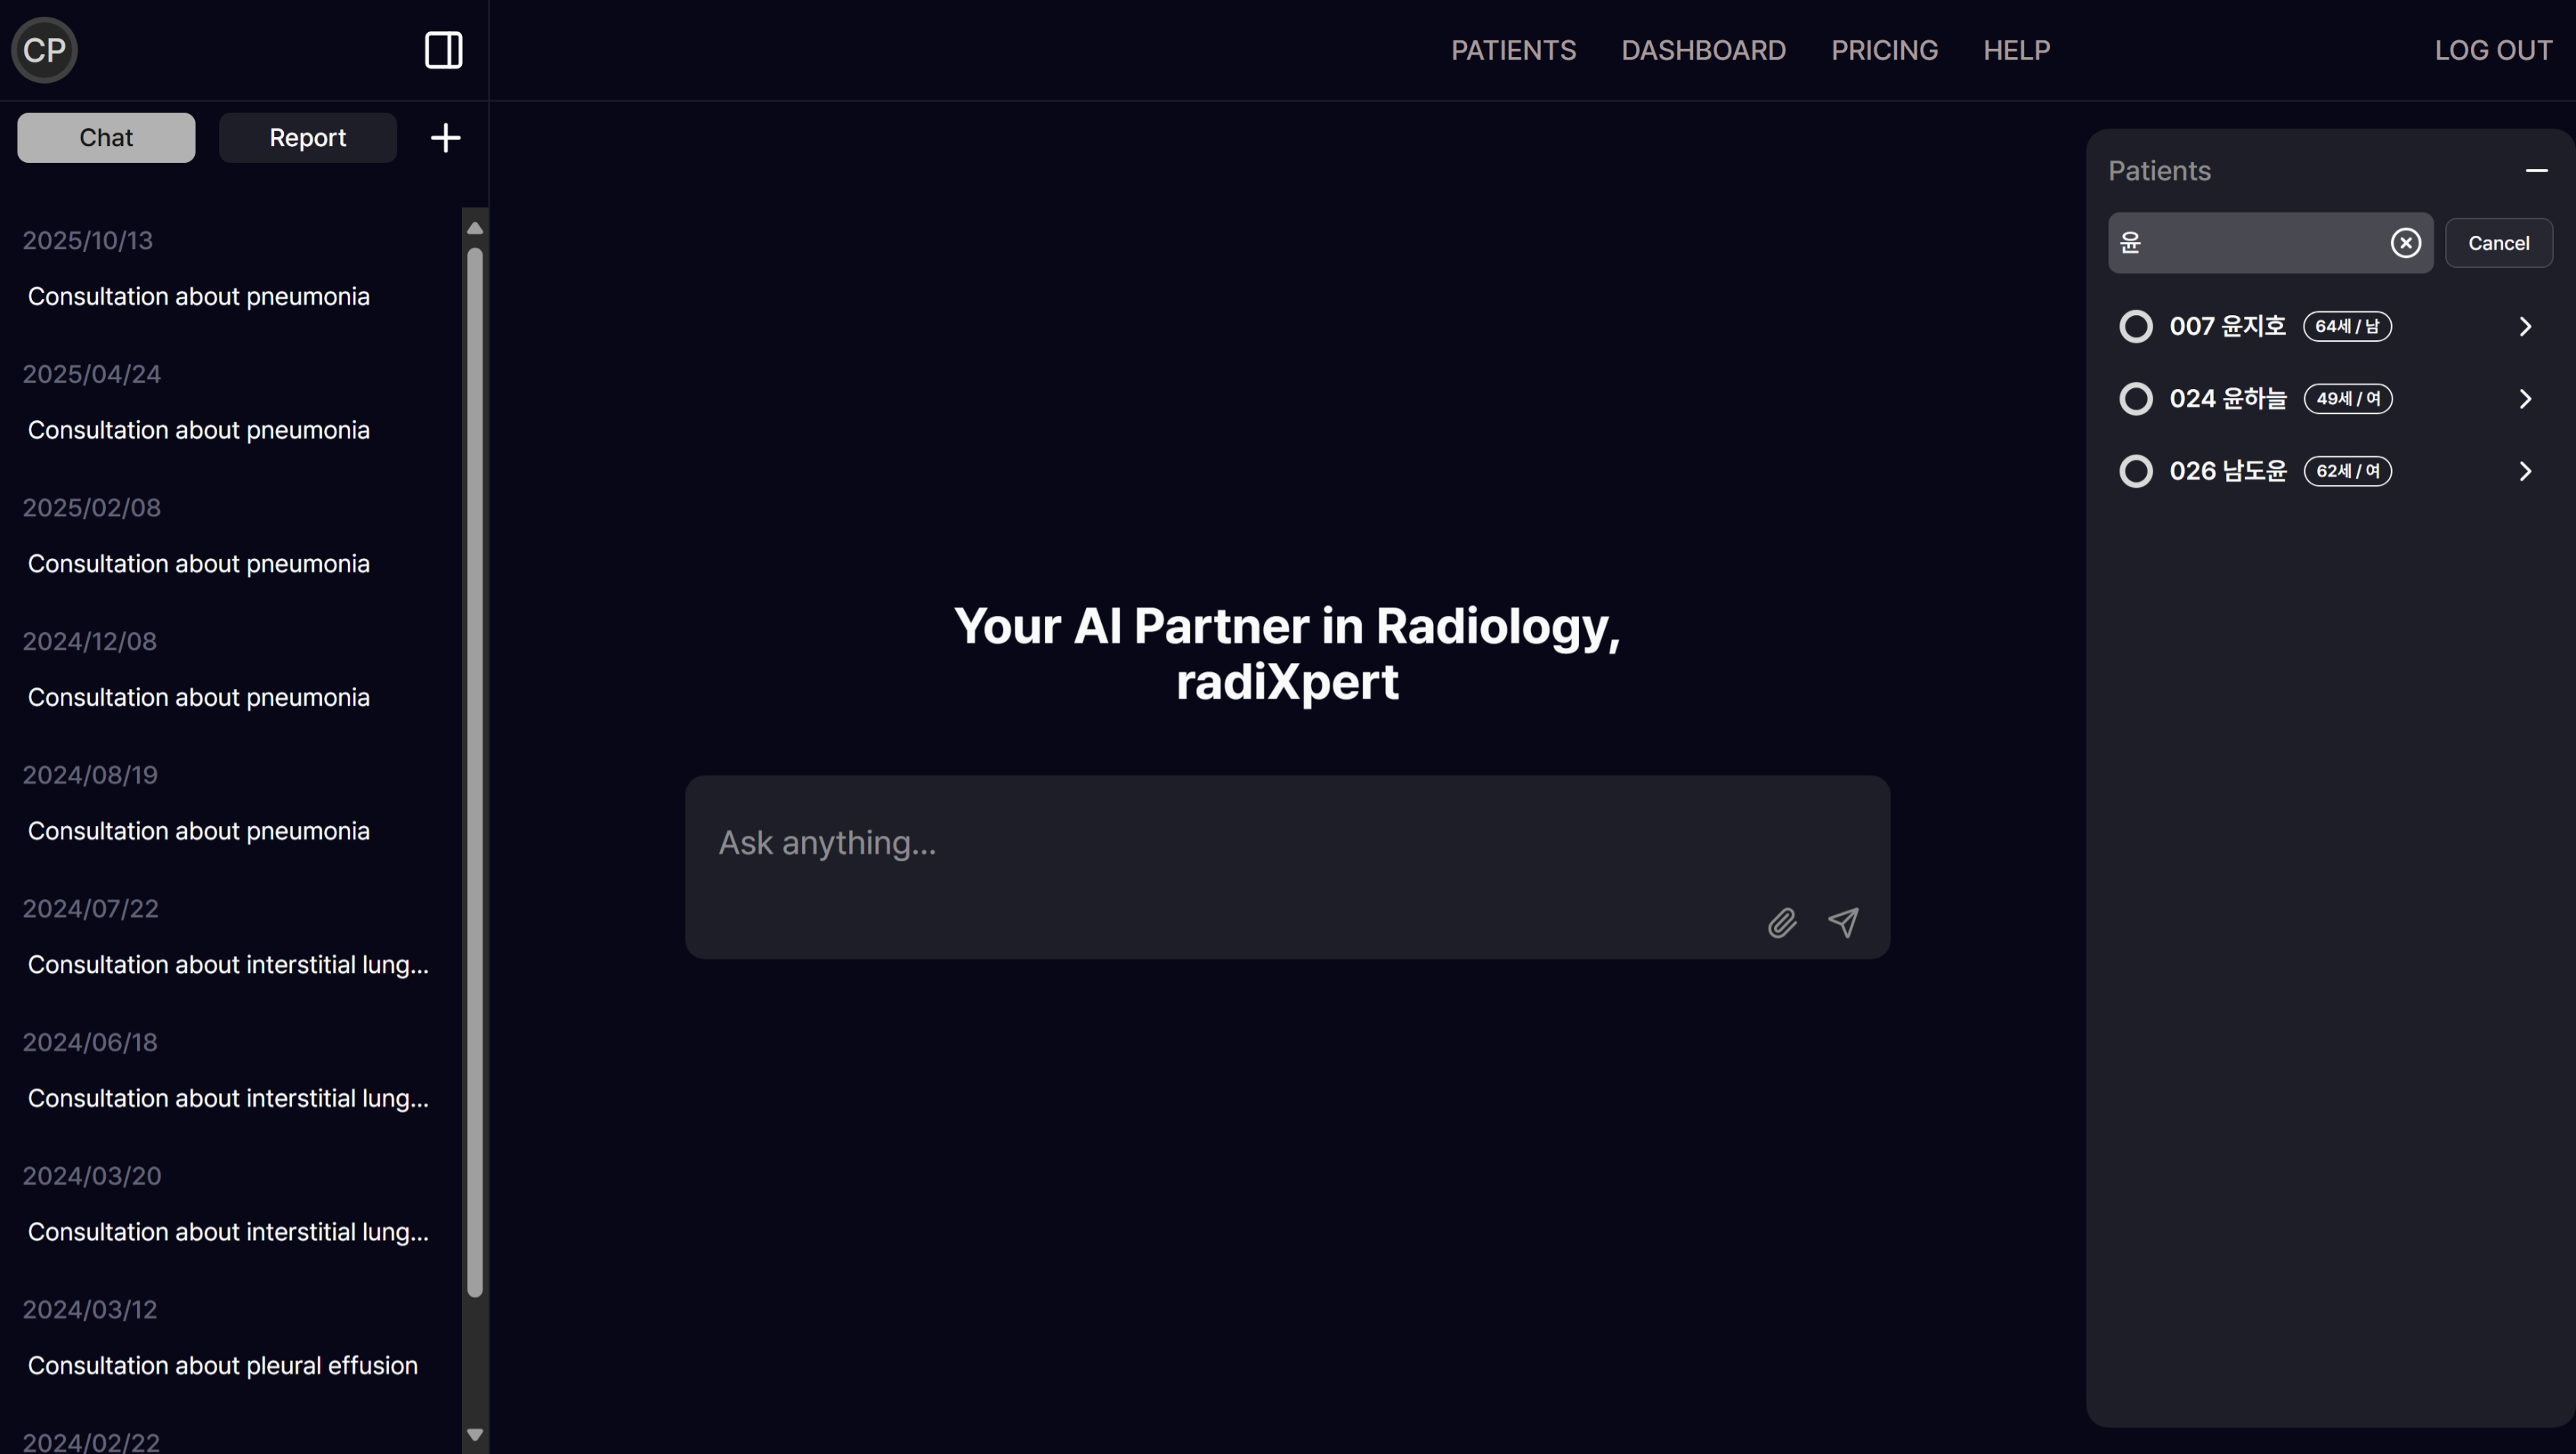 CP
PATIENTS DASHBOARD PRICING HELP LOG OUT
Chat Report
2025/10/13
Consultation about pneumonia
2025/04/24
Consultation about pneumonia
2025/02/08
Consultation about pneumonia
2024/12/08
Consultation about pneumonia
2024/08/19
Consultation about pneumonia
2024/07/22
Consultation about interstitial lung...
2024/06/18
Consultation about interstitial lung...
2024/03/20
Consultation about interstitial lung...
2024/03/12
Consultation about pleural effusion
2024/02/22
Your AI Partner in Radiology,
radiXpert
Ask anything...
Patients
윤 Cancel
007 윤지호 64세 / 남
024 윤하늘 49세 / 여
026 남도윤 62세 / 여